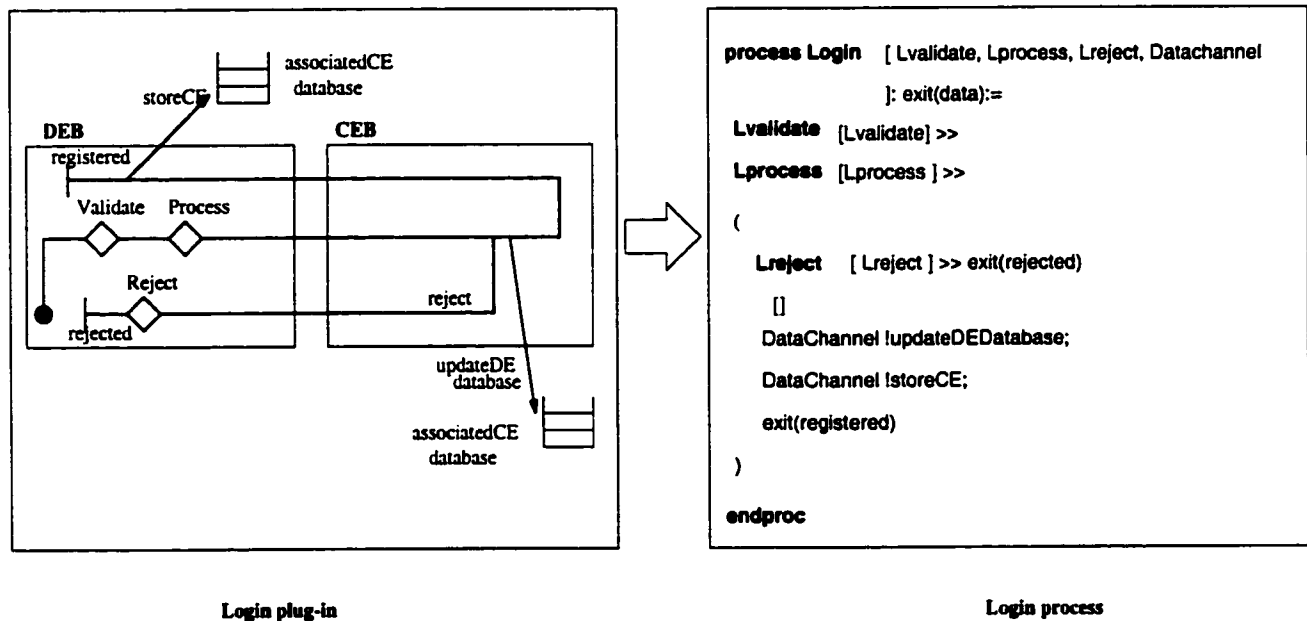 associatedCE
database
storeCE
DEB
CEB
registered
Validate
Process
Reject
reject
rejected
updateDE
database
associatedCE
database
Login plug-in
process Login [ Lvalidate, Lprocess, Lreject, Datachannel
]: exit(data):=
Lvalidate [Lvalidate] >>
Lprocess [Lprocess ] >>
(
Lreject [ Lreject ] >> exit(rejected)
[]
DataChannel !updateDEDatabase;
DataChannel !storeCE;
exit(registered)
)
endproc
Login process